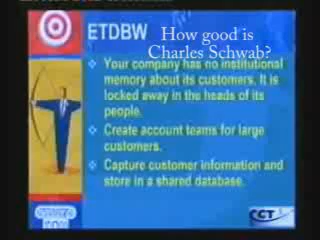 ETDBW
How good is
Charles Schwab?
Your company has no institutional
memory about its customers. It is
locked away in the heads of its
people.
Create account teams for large
customers.
Capture customer information and
store in a shared database.
CCT